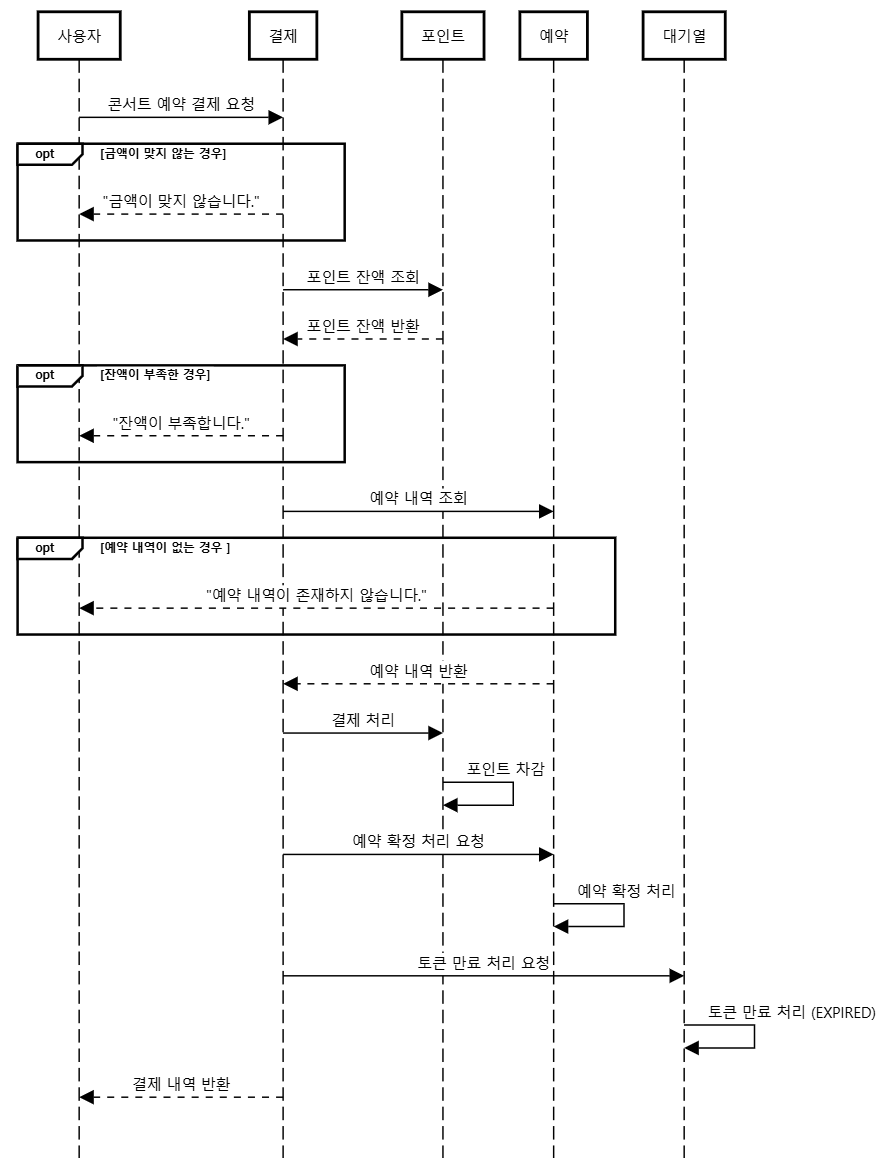 사용자
결제
포인트
예약
대기열
콘서트 예약 결제 요청
opt
[금액이 맞지 않는 경우]
"금액이 맞지 않습니다."
포인트 잔액 조회
포인트 잔액 반환
opt
[잔액이 부족한 경우]
"잔액이 부족합니다."
예약 내역 조회
opt
[예약 내역이 없는 경우 ]
"예약 내역이 존재하지 않습니다."
예약 내역 반환
결제 처리
포인트 차감
예약 확정 처리 요청
예약 확정 처리
토큰 만료 처리 요청
토큰 만료 처리 (EXPIRED)
결제 내역 반환